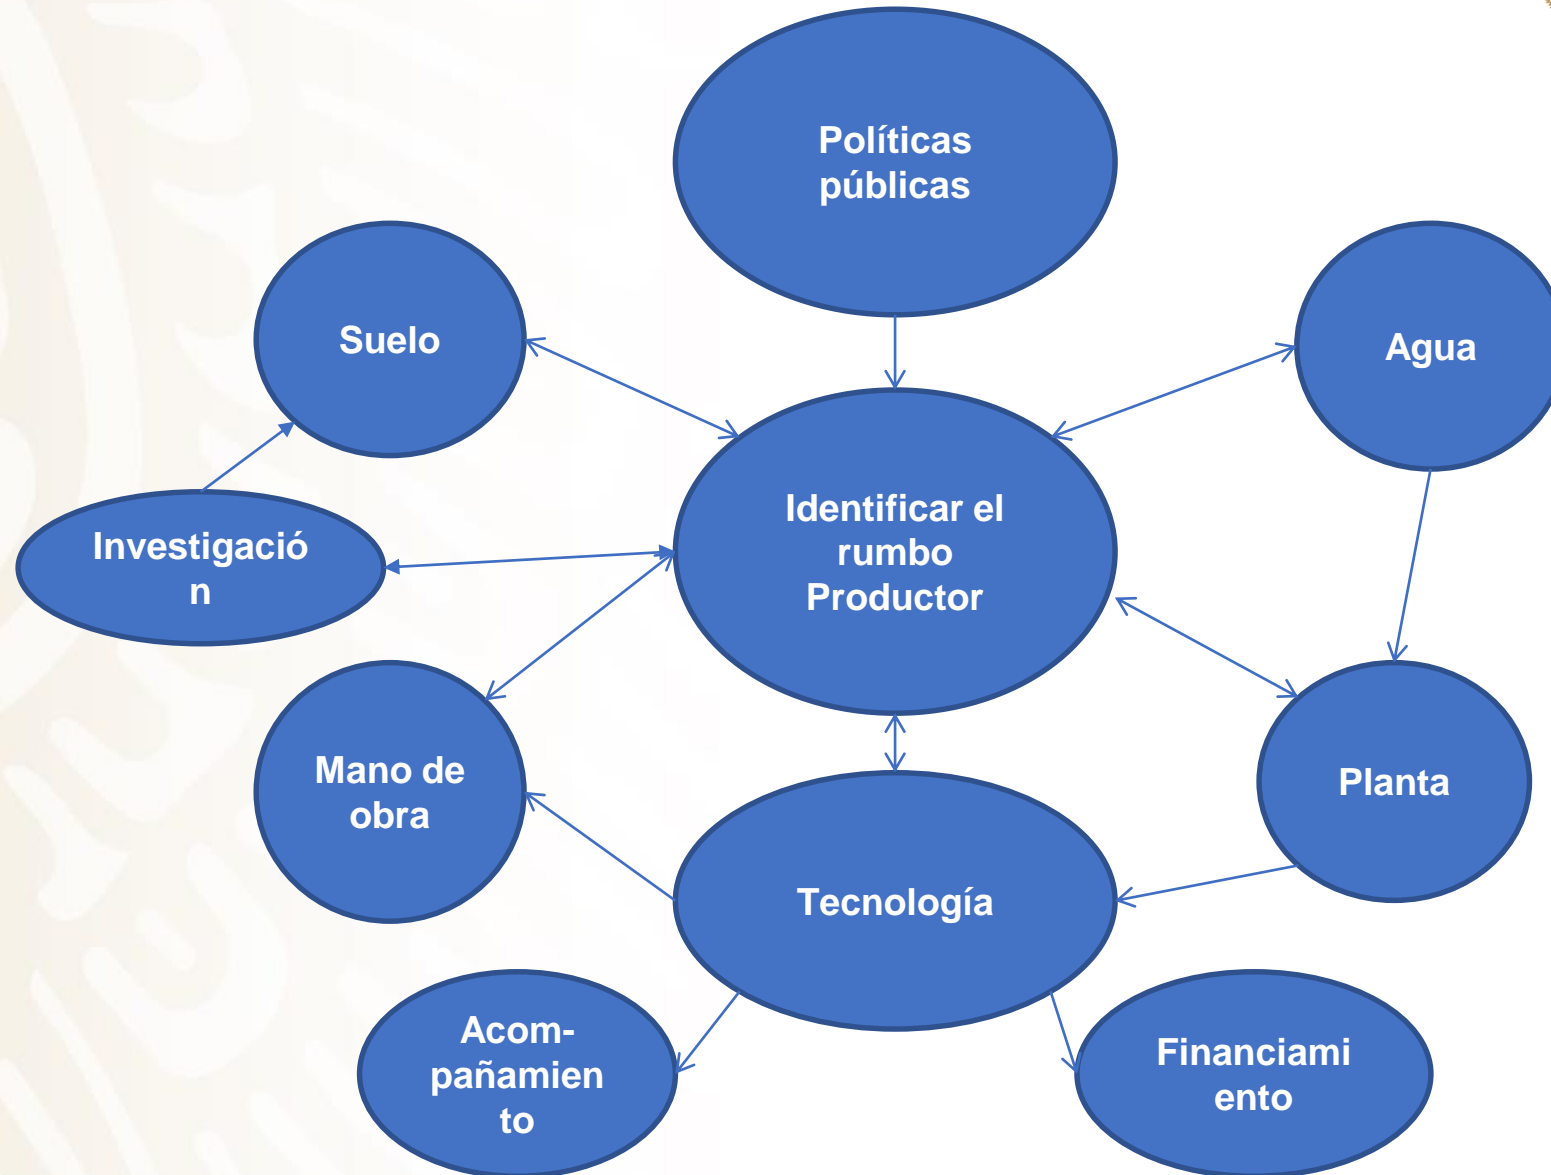 Políticas
públicas
Suelo
Agua
Identificar el
rumbo
Productor
Investigació
n
Mano de
obra
Planta
Tecnología
Acom-
pañamien
to
Financiami
ento